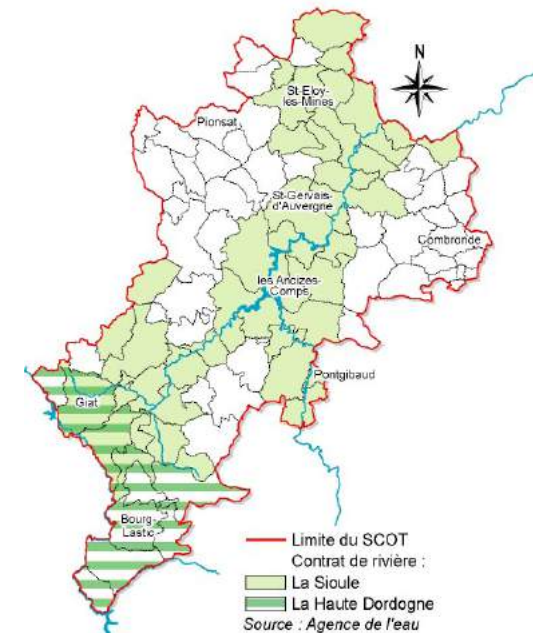 N
St-Eloy-
les-Mines
Pionsat
St-Gervais-
d'Auvergne
Combronde
les Ancizes-
Comps
Pontgibaud
Giat
Bourg-
Lastic
Limite du SCOT
Contrat de rivière :
La Sioule
La Haute Dordogne
Source : Agence de l'eau